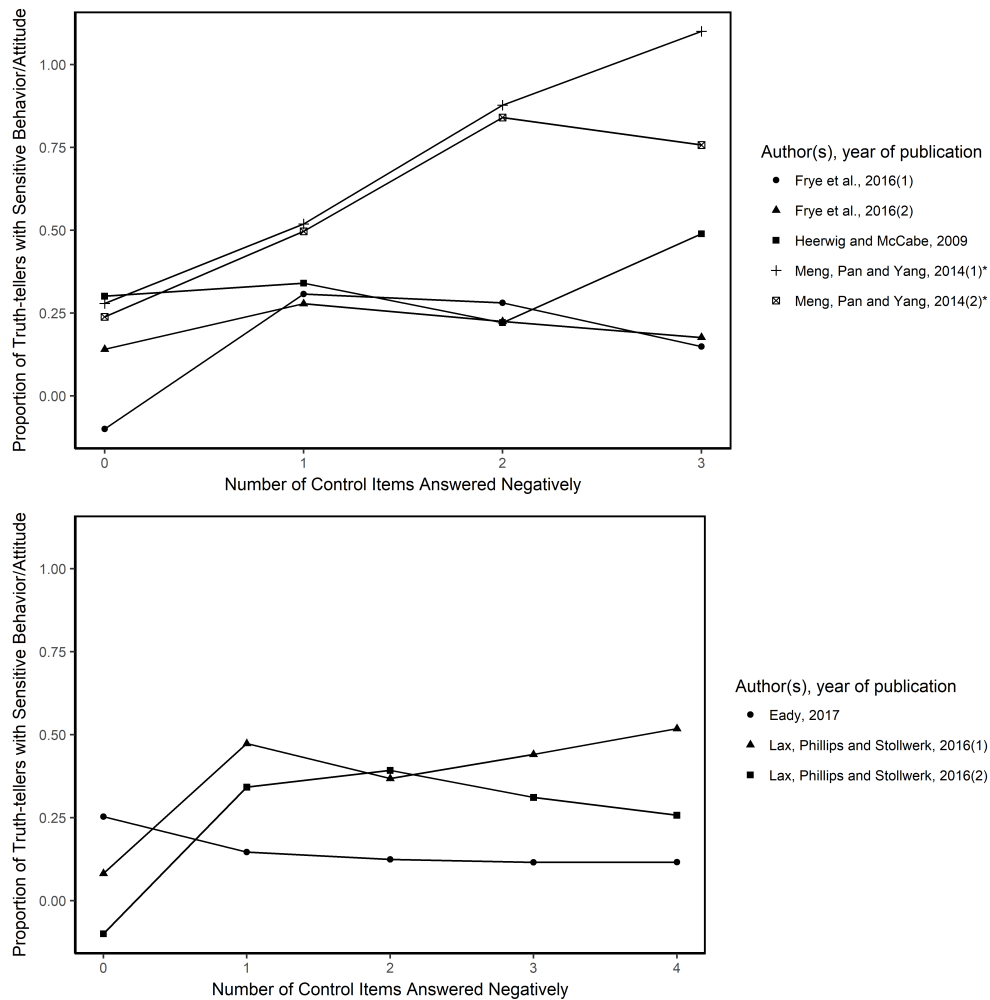 Proportion of Truth-tellers with Sensitive Behavior/Attitude
1.00
0.75
0.50
0.25
0.00
0 1 2 3
Number of Control Items Answered Negatively
Author(s), year of publication
Frye et al., 2016(1)
Frye et al., 2016(2)
Heerwig and McCabe, 2009
Meng, Pan and Yang, 2014(1)*
Meng, Pan and Yang, 2014(2)*
Proportion of Truth-tellers with Sensitive Behavior/Attitude
1.00
0.75
0.50
0.25
0.00
0 1 2 3 4
Number of Control Items Answered Negatively
Author(s), year of publication
Eady, 2017
Lax, Phillips and Stollwerk, 2016(1)
Lax, Phillips and Stollwerk, 2016(2)